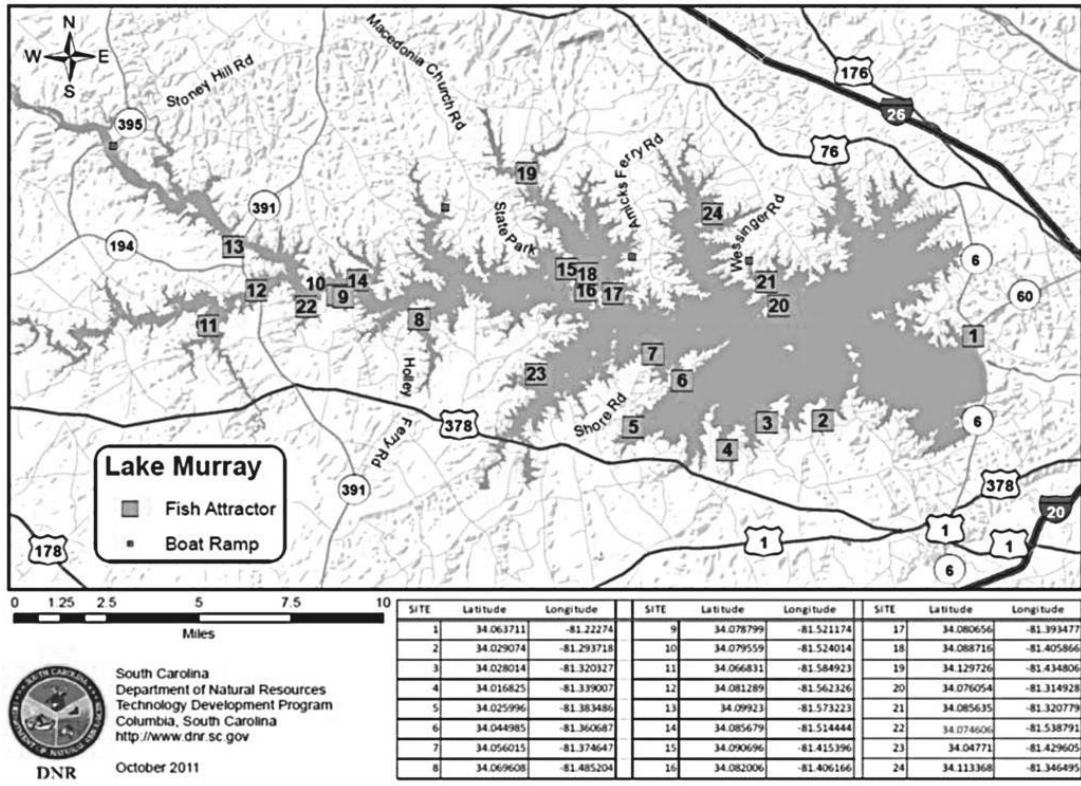 N
W E
S
Stoney Hill Rd
Macedonia Church Rd
395
176
26
76
19
Amicks Ferry Rd
391
State Park
24
Wessinger Rd
194
13
6
15
18
21
10
14
12
9
16
17
60
22
20
11
8
1
7
23
6
Holley Ferry Rd
Shore Rd
5
3
2
6
378
4
Lake Murray
Fish Attractor
Boat Ramp
391
378
20
178
1
1
1
6
0 1.25 2.5 5 7.5 10
Miles
SOUTH CAROLINA
DNR
South Carolina
Department of Natural Resources
Technology Development Program
Columbia, South Carolina
http://www.dnr.sc.gov
October 2011
SITE Latitude Longitude SITE Latitude Longitude SITE Latitude Longitude
1 34.063711 -81.22274 9 34.078799 -81.521174 17 34.080656 -81.393477
2 34.029074 -81.293718 10 34.079559 -81.524014 18 34.088716 -81.405866
3 34.028014 -81.320327 11 34.066831 -81.584923 19 34.129726 -81.434806
4 34.016825 -81.339007 12 34.081289 -81.562326 20 34.076054 -81.314928
5 34.025996 -81.383486 13 34.09923 -81.573223 21 34.085635 -81.320779
6 34.044985 -81.360687 14 34.085679 -81.514444 22 34.074606 -81.538791
7 34.056015 -81.374647 15 34.090696 -81.415396 23 34.04771 -81.429605
8 34.069608 -81.485204 16 34.082006 -81.406166 24 34.113368 -81.346495